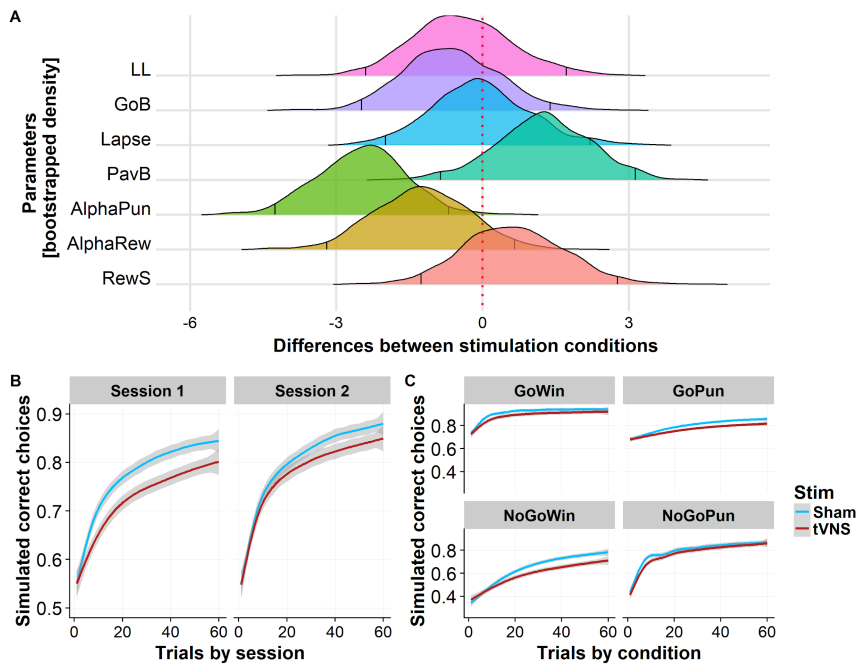 A
Parameters
[bootstrapped density]
LL
GoB
Lapse
PavB
AlphaPun
AlphaRew
RewS
-6 -3 0 3
Differences between stimulation conditions
B
Session 1 Session 2
Simulated correct choices
0.9
0.8
0.7
0.6
0.5
0 20 40 60 0 20 40 60
Trials by session
C
GoWin GoPun
NoGoWin NoGoPun
Simulated correct choices
0.8
0.6
0.4
0.8
0.6
0.4
0 20 40 60 0 20 40 60
Trials by condition
Stim
Sham
tVNS